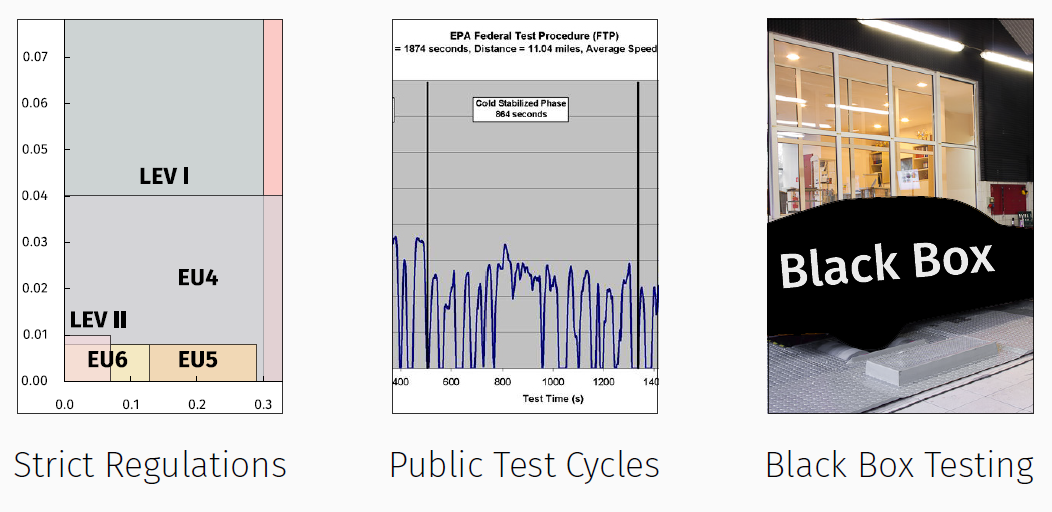 0.07
0.06
0.05
LEV I
0.04
0.03
EU4
0.02
LEV II
0.01
EU6
EU5
0.00
0.0 0.1 0.2 0.3
Strict Regulations
EPA Federal Test Procedure (FTP)
= 1874 seconds, Distance = 11.04 miles, Average Speed
Cold Stabilized Phase
864 seconds
400 600 800 1000 1200 140
Test Time (s)
Public Test Cycles
Black Box
Black Box Testing